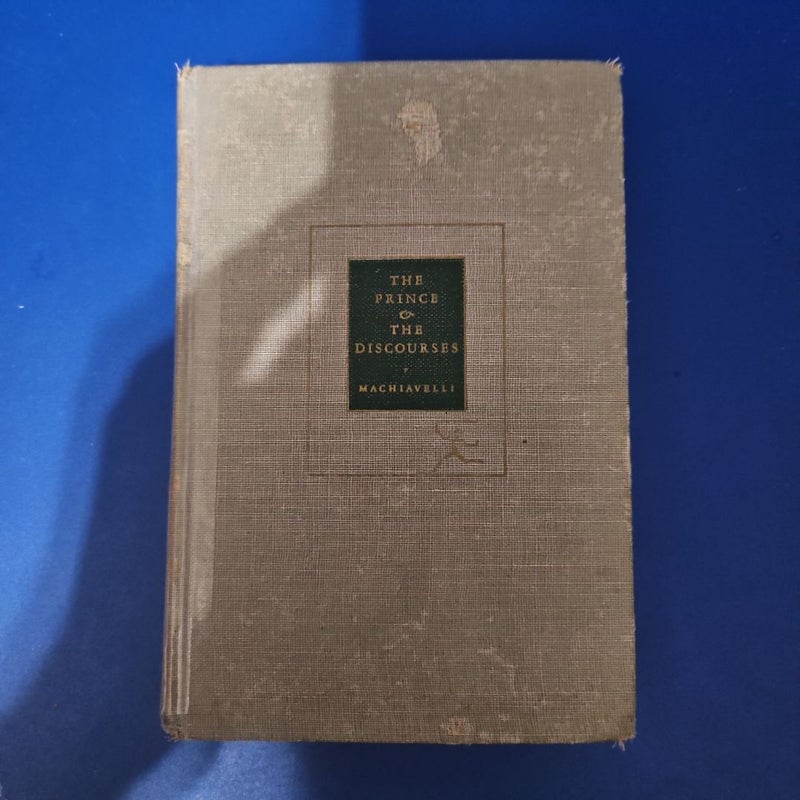 THE
PRINCE
&
THE
DISCOURSES
MACHIAVELLI